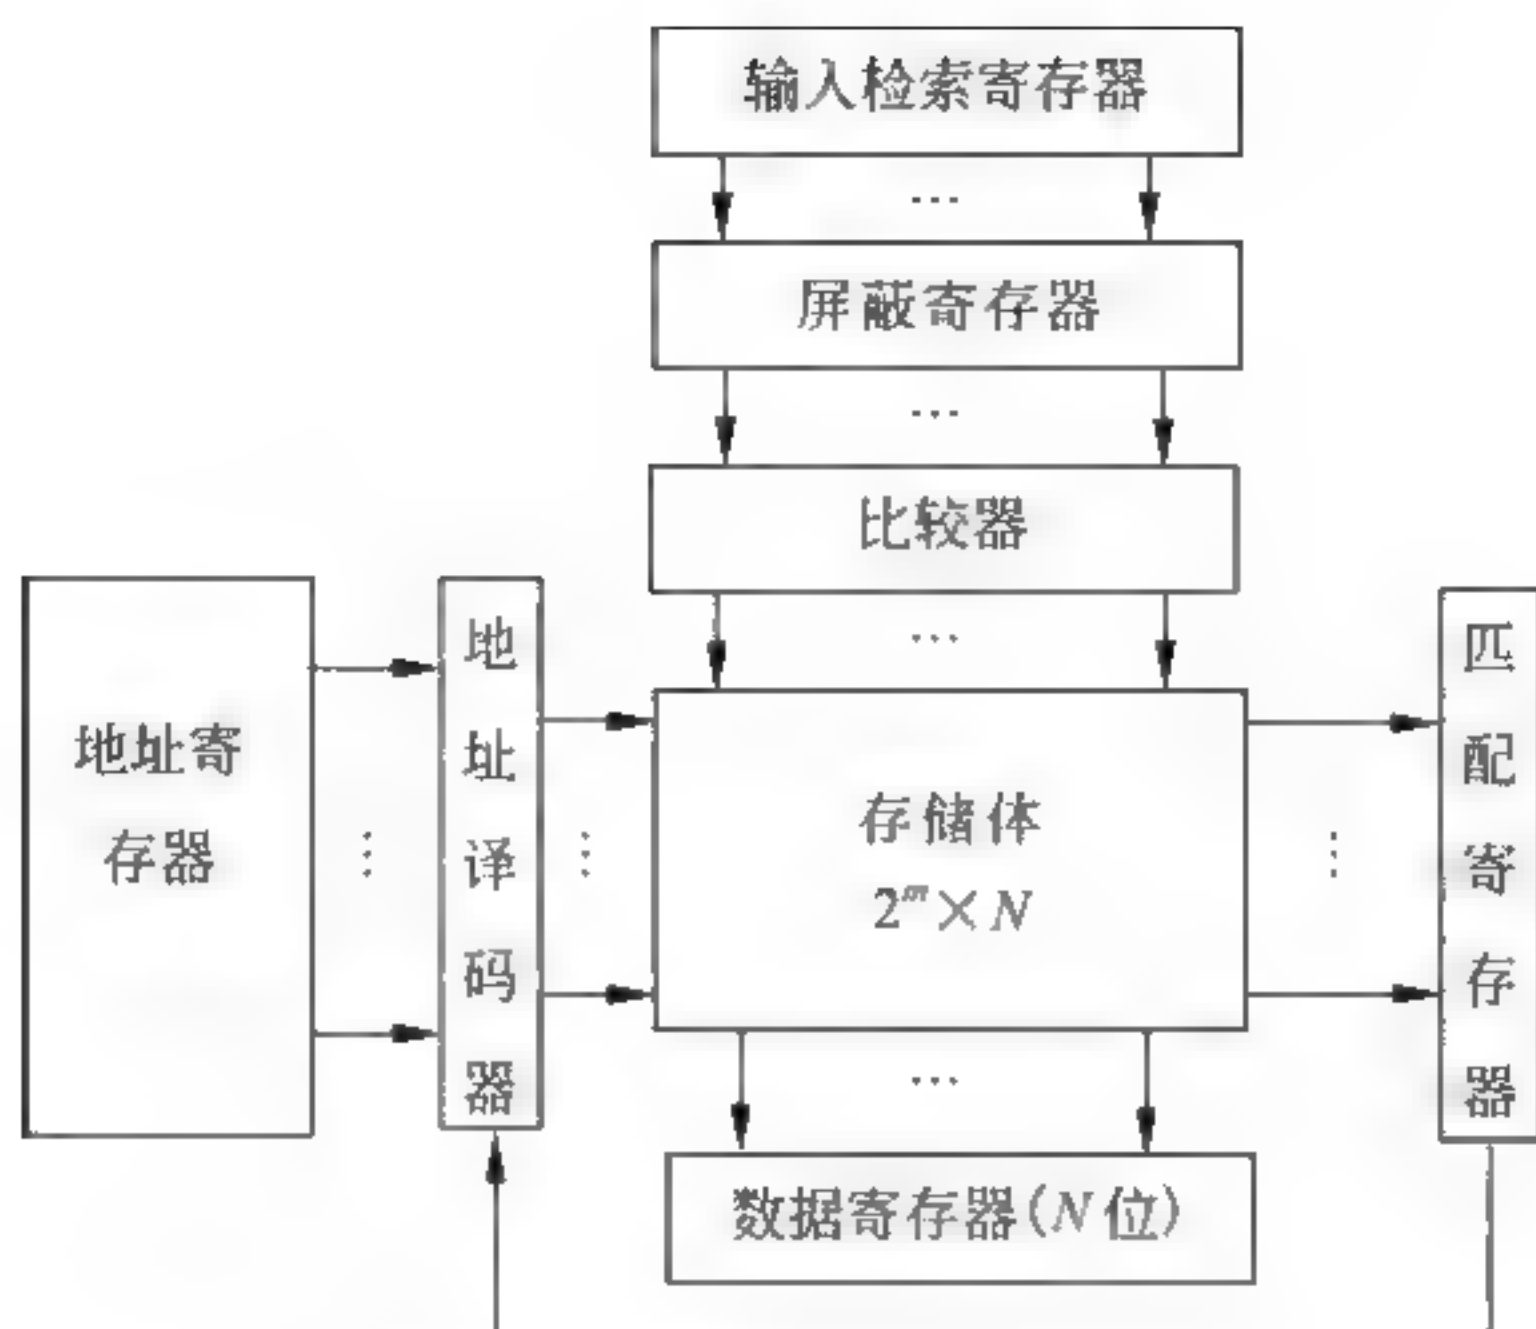 输入检索寄存器
…
屏蔽寄存器
…
比较器
…
地址寄
存器
⋮
地址译码器
⋮
存储体
2^m×N
⋮
匹配寄存器
…
数据寄存器(N位)